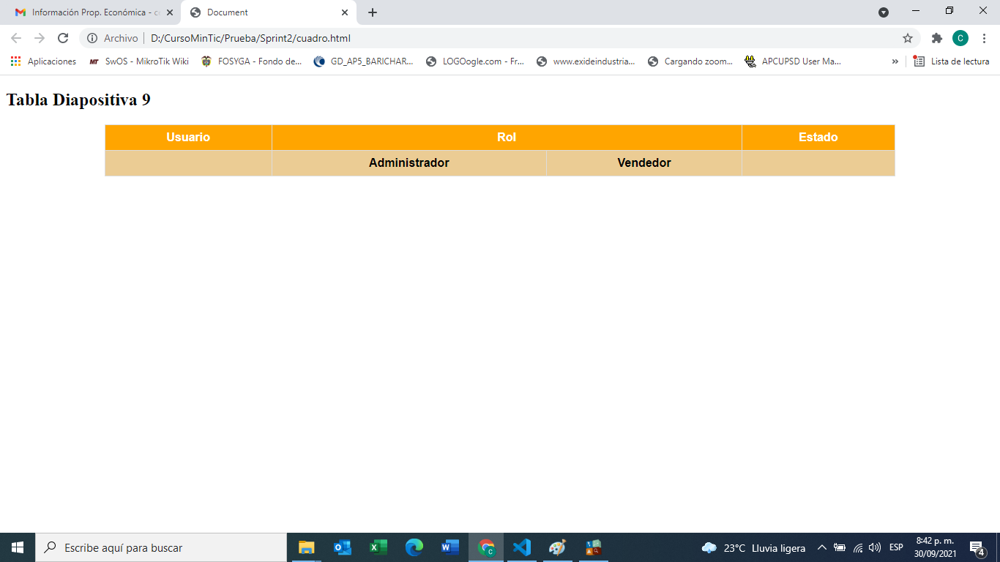 Información Prop. Económica - c
Document
Archivo
D:/CursoMinTic/Prueba/Sprint2/cuadro.html
C
Aplicaciones
MT SwOS - MikroTik Wiki
FOSYGA - Fondo de...
GD_AP5_BARICHAR...
LOGOogle.com - Fr...
www.exideindustria...
Cargando zoom...
APCUPSD User Ma...
»
Lista de lectura
Tabla Diapositiva 9
Usuario Rol Estado
Administrador Vendedor
Escribe aquí para buscar
23°C Lluvia ligera
ESP
8:42 p. m.
30/09/2021
4